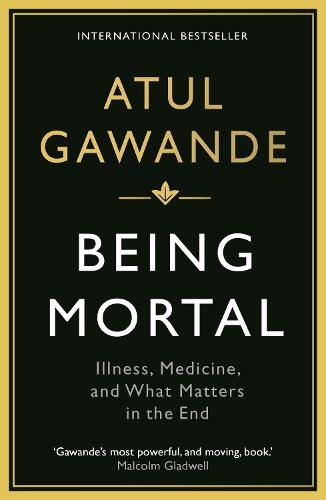 INTERNATIONAL BESTSELLER
ATUL
GAWANDE
BEING
MORTAL
Illness, Medicine,
and What Matters
in the End
‘Gawande’s most powerful, and moving, book.’
Malcolm Gladwell